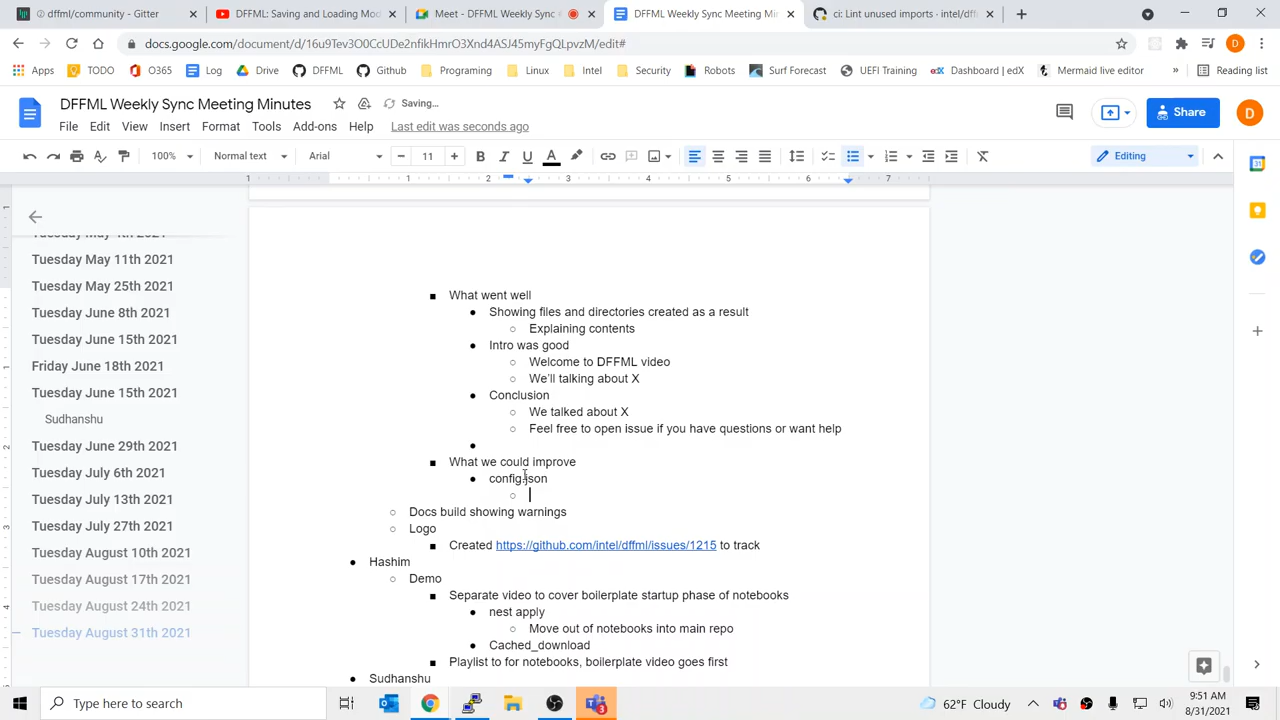 dffml/community - Gitter
YouTube - Loading Mod
Meet - DFFML Weekly Sync
DFFML Weekly Sync Meeting Min
ci: Lint unused imports · intel/dffl
docs.google.com/document/d/16u9Tev3O0CcUDe2nfikHmPO3Xnd4ASI45myFgQLpvzM/edit#
Apps TODO O365 Log Drive DFFML Github Programing Linux Intel Security Robots Surf Forecast UEFI Training Dashboard | edX Mermaid live editor » Reading list
DFFML Weekly Sync Meeting Minutes Saving…
Share
D
File Edit View Insert Format Tools Add-ons Help Last edit was seconds ago
100% Normal text Arial 11 Editing
1 1 2 3 4 5 6 7
Tuesday May 4th 2021
Tuesday May 11th 2021
Tuesday May 25th 2021
Tuesday June 8th 2021
Tuesday June 15th 2021
Friday June 18th 2021
Tuesday June 15th 2021
Sudhanshu
Tuesday June 29th 2021
Tuesday July 6th 2021
Tuesday July 13th 2021
Tuesday July 27th 2021
Tuesday August 10th 2021
Tuesday August 17th 2021
Tuesday August 24th 2021
Tuesday August 31th 2021
What went well
Showing files and directories created as a result
Explaining contents
Intro was good
Welcome to DFFML video
We'll talking about X
Conclusion
We talked about X
Feel free to open issue if you have questions or want help
What we could improve
config.json
Docs build showing warnings
Logo
Created https://github.com/intel/dffml/issues/1215 to track
Hashim
Demo
Separate video to cover boilerplate startup phase of notebooks
nest apply
Move out of notebooks into main repo
Cached_download
Playlist to for notebooks, boilerplate video goes first
Sudhanshu
Type here to search
62°F Cloudy
9:51 AM
8/31/2021